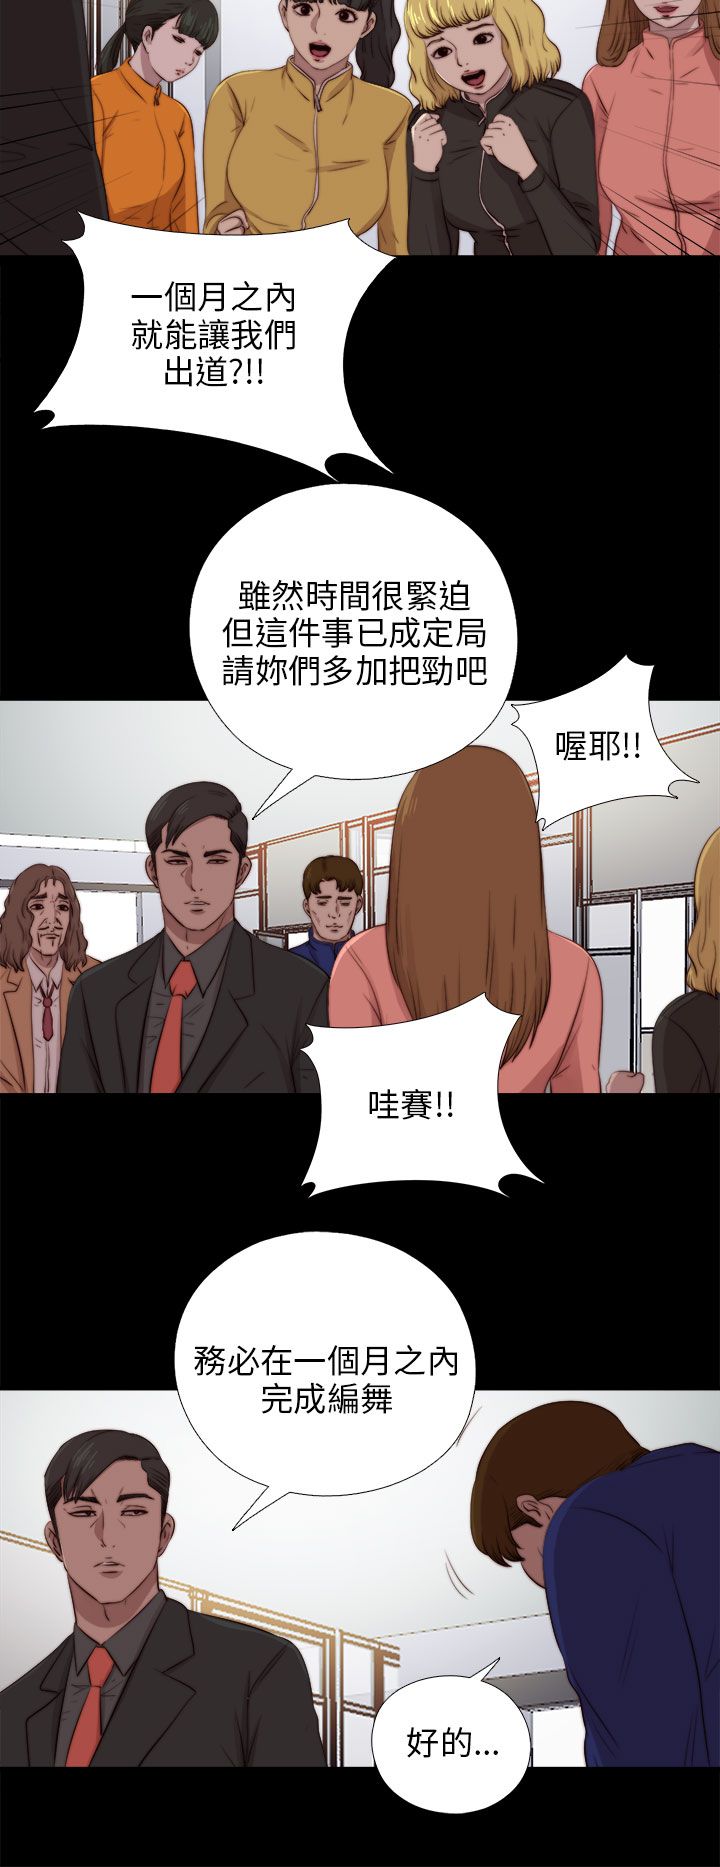 一個月之內
就能讓我們
出道?!!
雖然時間很緊迫
但這件事已成定局
請妳們多加把勁吧
喔耶!!
哇賽!!
務必在一個月之內
完成編舞
好的...